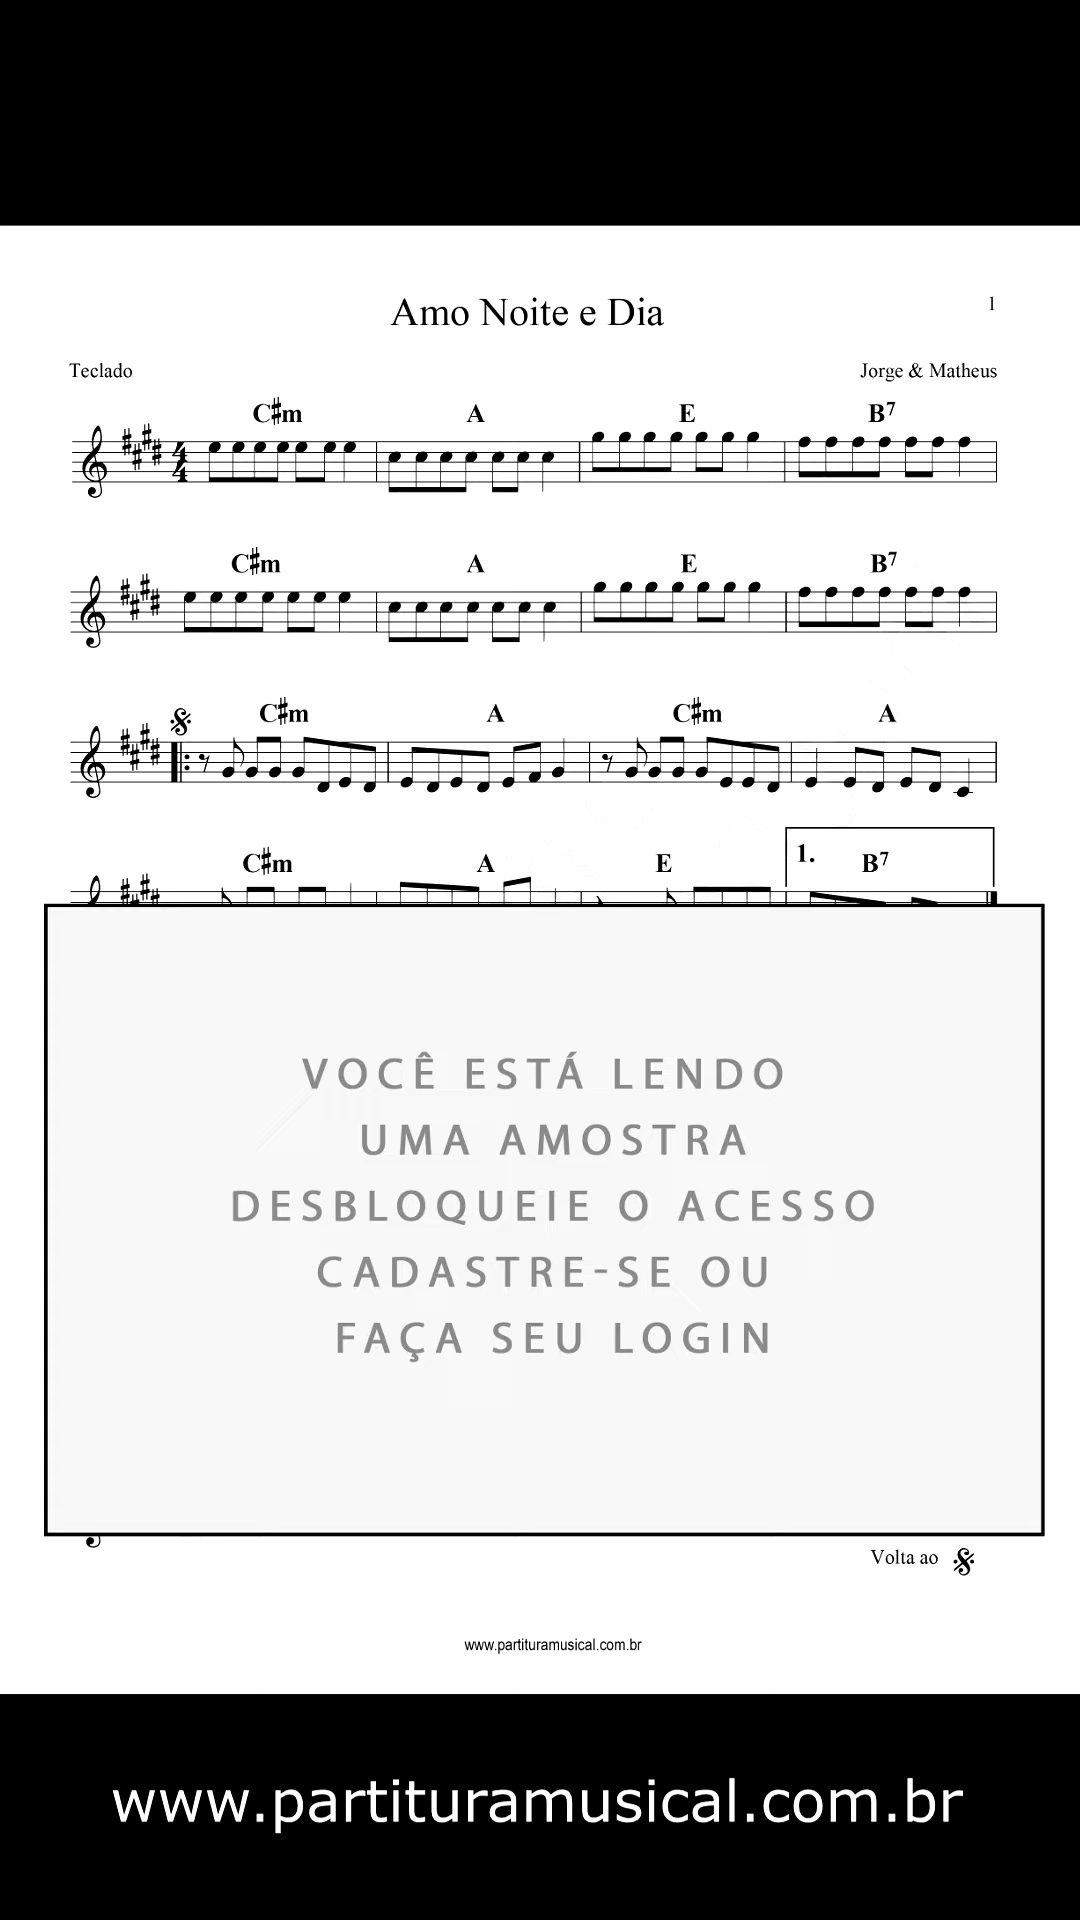 Amo Noite e Dia
1
Teclado
Jorge & Matheus
C#m A E B7
C#m A E B7
C#m A C#m A
C#m A E 1. B7
VOCÊ ESTÁ LENDO
UMA AMOSTRA
DESBLOQUEIE O ACESSO
CADASTRE-SE OU
FAÇA SEU LOGIN
Volta ao
www.partituramusical.com.br
www.partituramusical.com.br